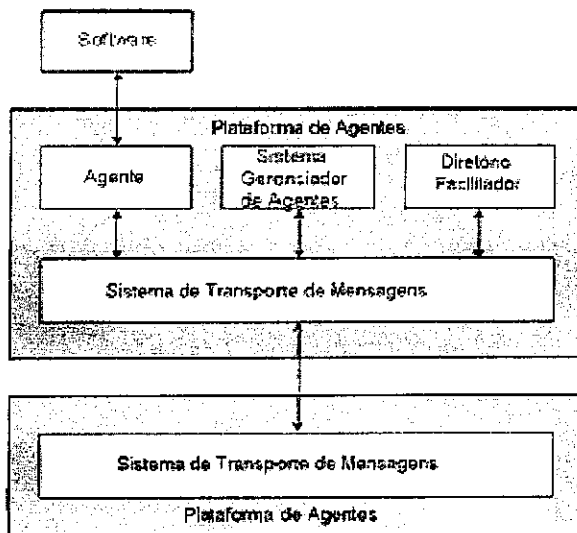 Software
Plataforma de Agentes
Agente
Sistema
Gerenciador
de Agentes
Diretório
Facilitador
Sistema de Transporte de Mensagens
Sistema de Transporte de Mensagens
Plataforma de Agentes